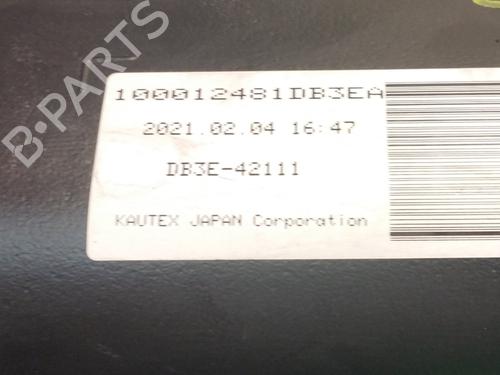 B-PARTS
100012481DB3EA
2021.02.04 16:47
DB3E-42111
KAUTEX JAPAN Corporation